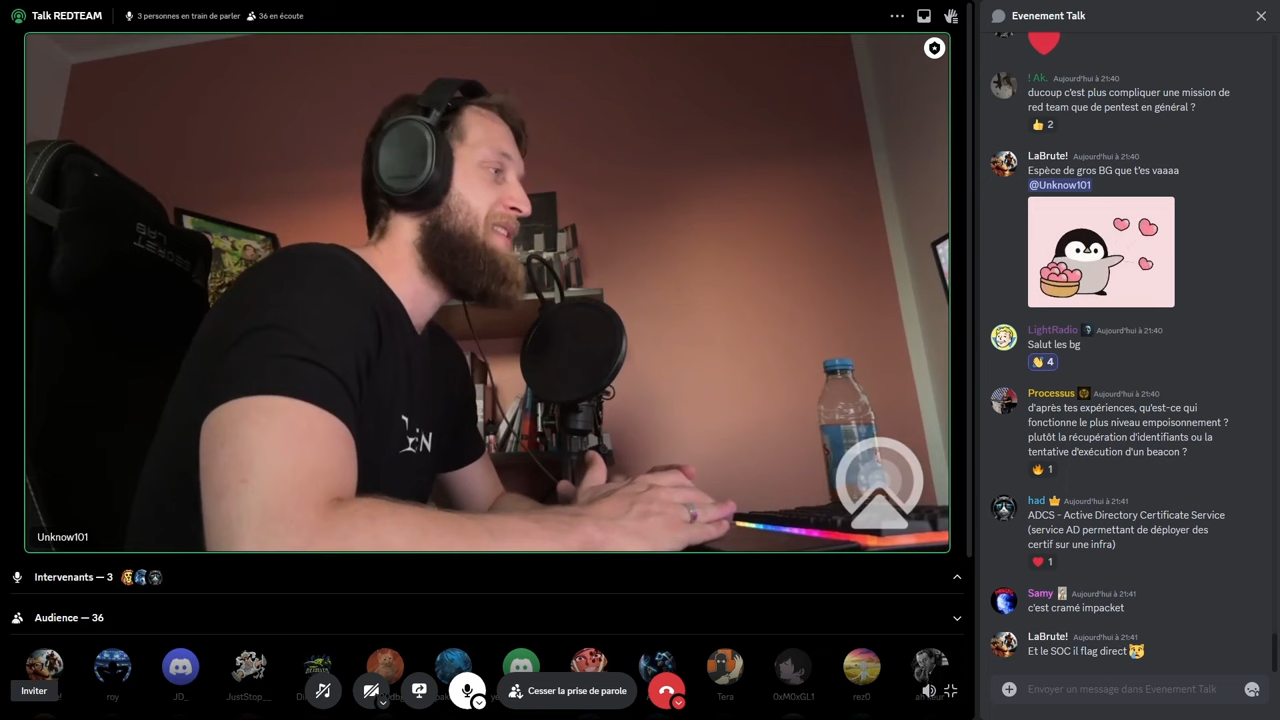 Talk REDTEAM
3 personnes en train de parler
36 en écoute
Unknow101
Intervenants — 3
Audience — 36
roy
JD_
JustStop__
Tera
0xM0xGL1
rez0
Inviter
Cesser la prise de parole
Evenement Talk
! Ak. Aujourd'hui à 21:40
ducoup c'est plus compliquer une mission de
red team que de pentest en général ?
👍 2
LaBrute! Aujourd'hui à 21:40
Espèce de gros BG que t'es vaaaa
@Unknow101
LightRadio Aujourd'hui à 21:40
Salut les bg
👋 4
Processus Aujourd'hui à 21:40
d'après tes expériences, qu'est-ce qui
fonctionne le plus niveau empoisonnement ?
plutôt la récupération d'identifiants ou la
tentative d'exécution d'un beacon ?
🔥 1
had Aujourd'hui à 21:41
ADCS - Active Directory Certificate Service
(service AD permettant de déployer des
certif sur une infra)
❤️ 1
Samy Aujourd'hui à 21:41
c'est cramé impacket
LaBrute! Aujourd'hui à 21:41
Et le SOC il flag direct 😿
Envoyer un message dans Evenement Talk